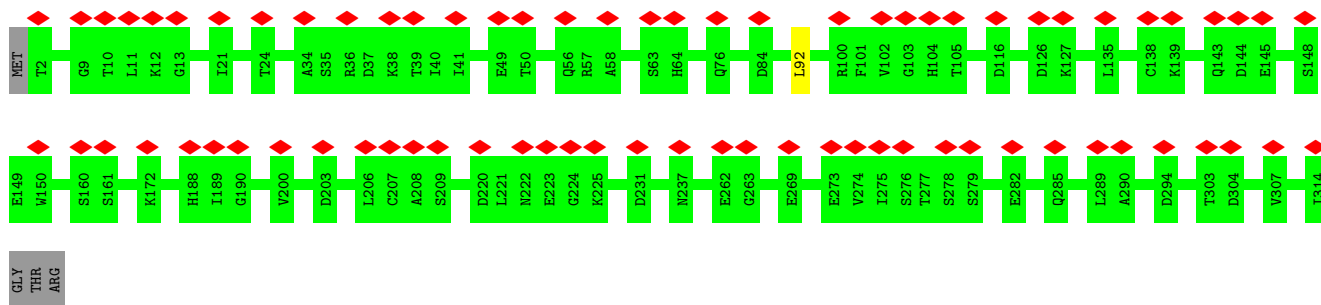 MET T2 G9 T10 L11 K12 G13 I21 T24 A34 S35 R36 D37 K38 T39 I40 I41 E49 T50 Q56 R57 A58 S63 H64 Q76 D84 L92 R100 F101 V102 G103 H104 T105 D116 D126 K127 L135 C138 K139 Q143 D144 E145 S148
E149 W150 S160 S161 K172 H188 I189 G190 V200 D203 L206 C207 A208 S209 D220 L221 N222 E223 G224 K225 D231 N237 E262 G263 E269 E273 V274 I275 S276 T277 S278 S279 E282 Q285 L289 A290 D294 T303 D304 V307 I314
GLY THR ARG